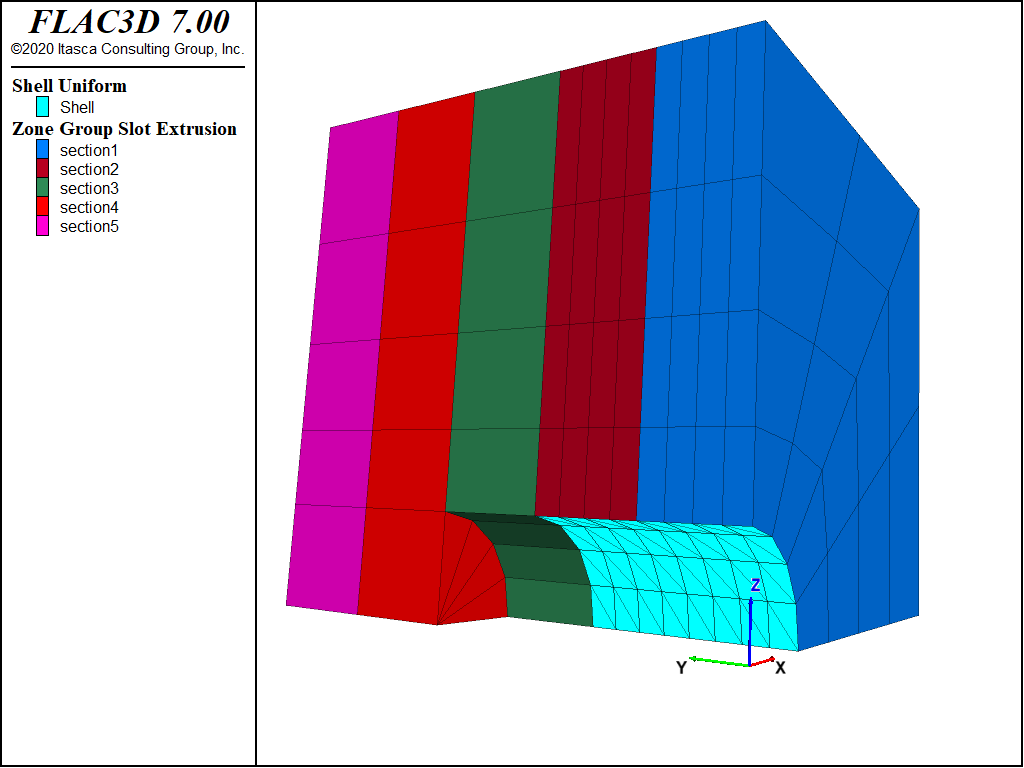 FLAC3D 7.00
©2020 Itasca Consulting Group, Inc.
Shell Uniform
Shell
Zone Group Slot Extrusion
section1
section2
section3
section4
section5
Z
Y
X